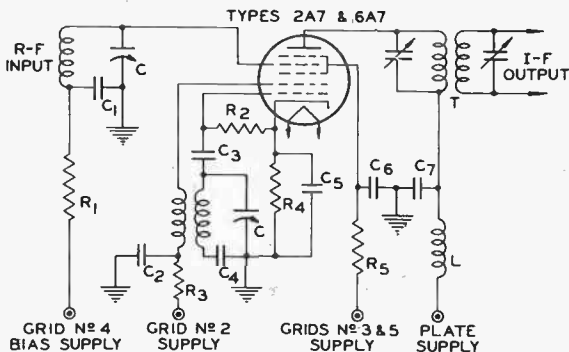 TYPES 2A7 & 6A7
R-F
INPUT
C
C1
I-F
OUTPUT
T
R2
C3
C5
C6
C7
R1
R4
C
C2
C4
R3
R5
L
GRID Nº 4
BIAS SUPPLY
GRID Nº 2
SUPPLY
GRIDS Nº 3 & 5
SUPPLY
PLATE
SUPPLY